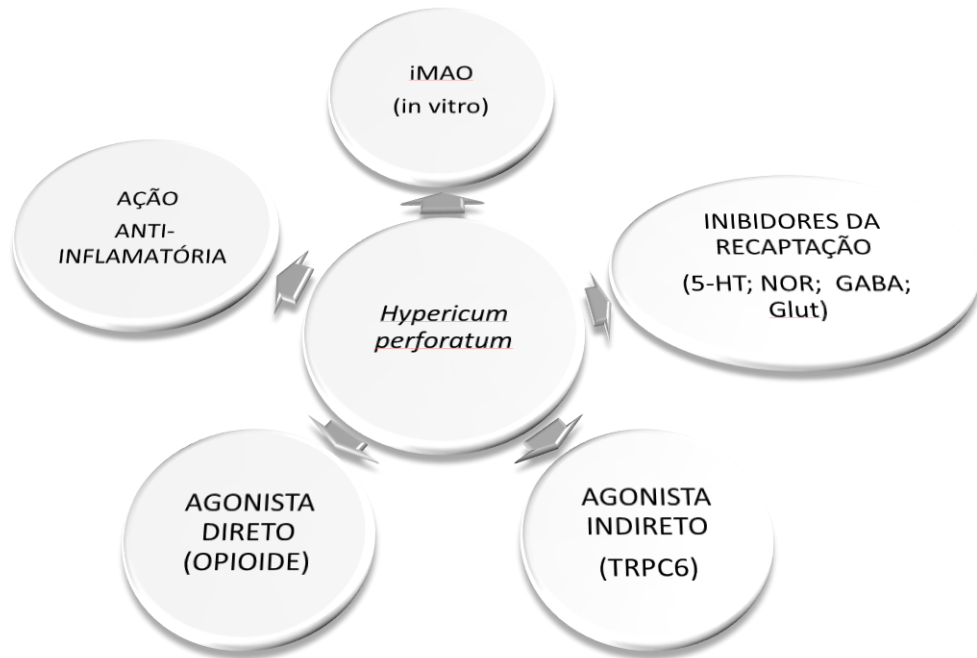 iMAO
(in vitro)
AÇÃO
ANTI-
INFLAMATÓRIA
INIBIDORES DA
RECAPTAÇÃO
(5-HT; NOR; GABA;
Glut)
Hypericum
perforatum
AGONISTA
DIRETO
(OPIOIDE)
AGONISTA
INDIRETO
(TRPC6)